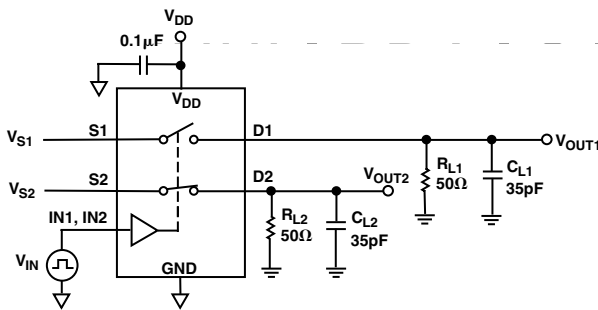 VDD
0.1µF
VDD
VS1
S1
D1
VOUT1
RL1
50Ω
CL1
35pF
VS2
S2
D2
VOUT2
RL2
50Ω
CL2
35pF
IN1, IN2
VIN
GND